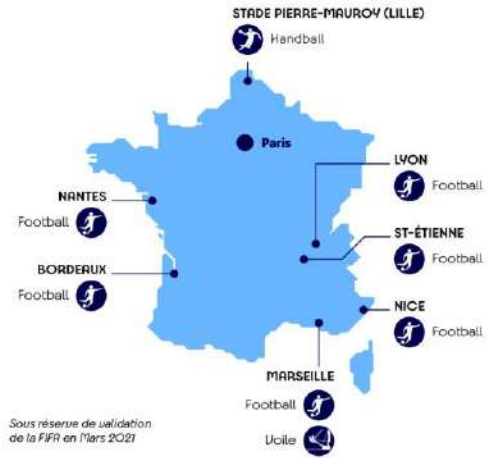 STADE PIERRE-MAUROY (LILLE)
Handball
Paris
LYON
Football
NANTES
Football
ST-ÉTIENNE
Football
BORDEAUX
Football
NICE
Football
MARSEILLE
Football
Voile
Sous réserve de validation
de la FIFA en Mars 2021